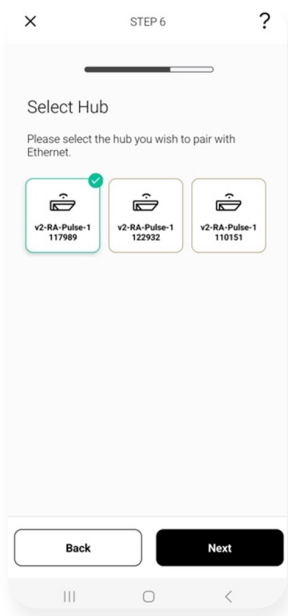 STEP 6
?
Select Hub
Please select the hub you wish to pair with
Ethernet.
v2-RA-Pulse-1
117989
v2-RA-Pulse-1
122932
v2-RA-Pulse-1
110151
Back
Next